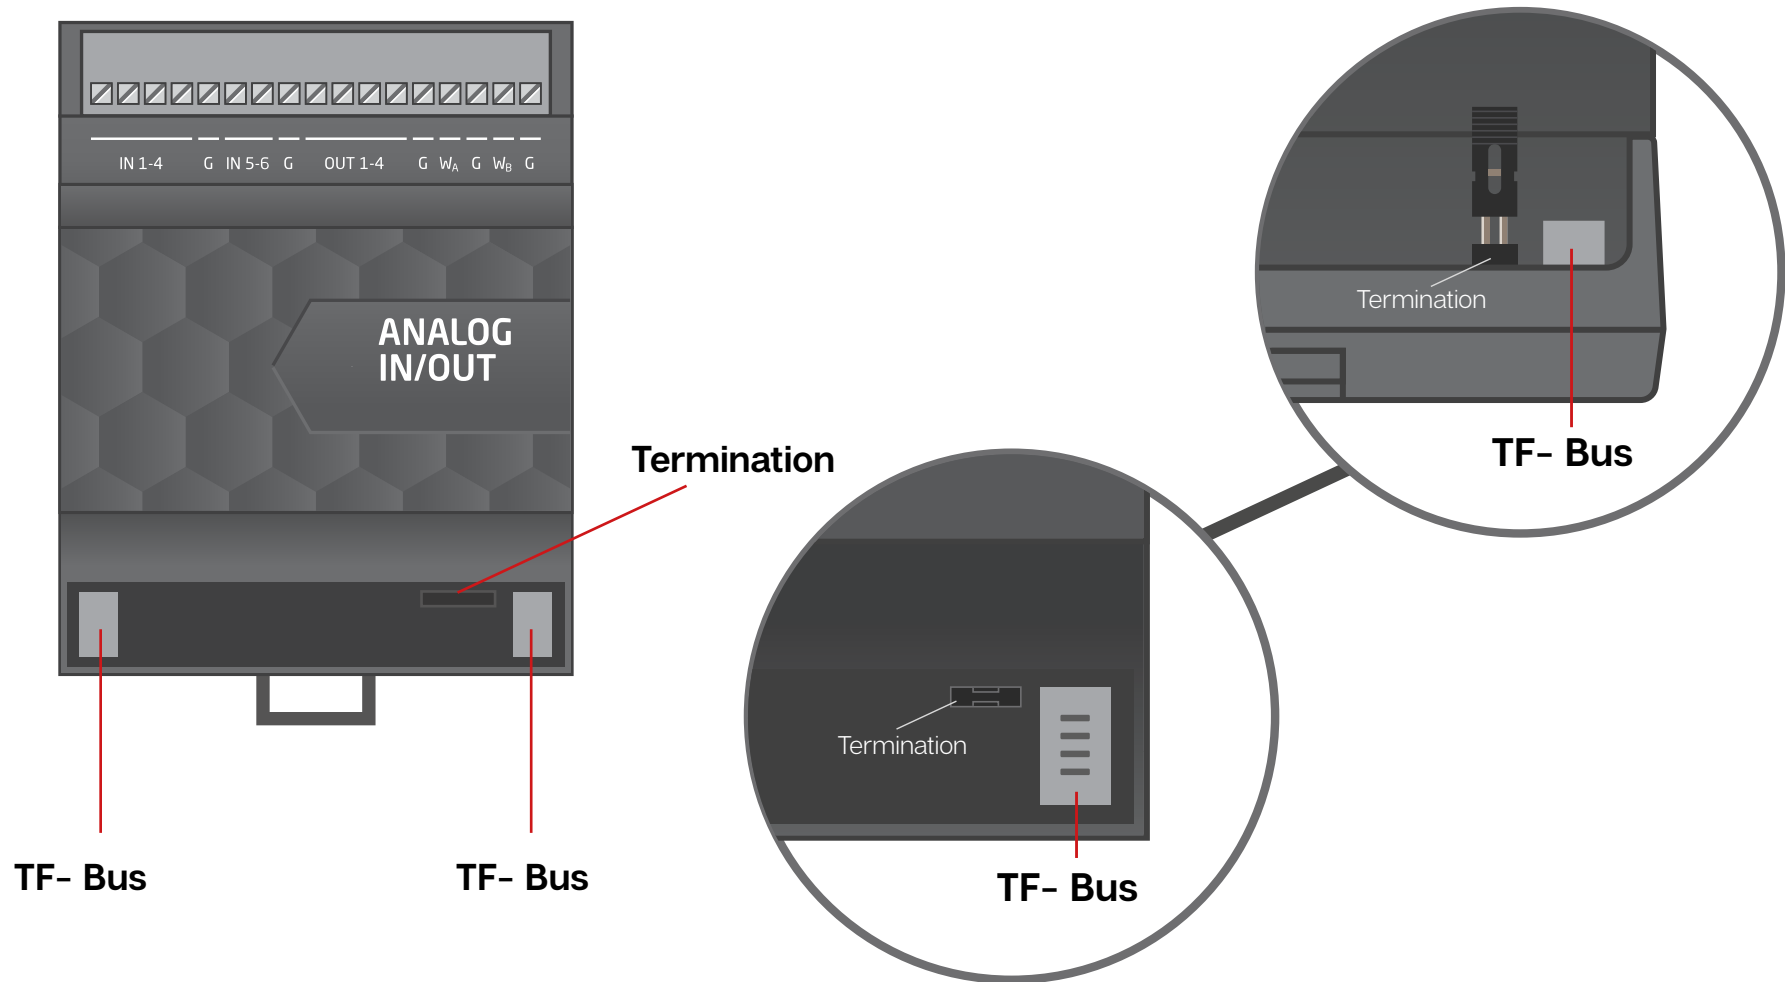 IN 1-4 G IN 5-6 G OUT 1-4 G WA G WB G
ANALOG
IN/OUT
Termination
TF- Bus
TF- Bus
Termination
TF- Bus
Termination
TF- Bus